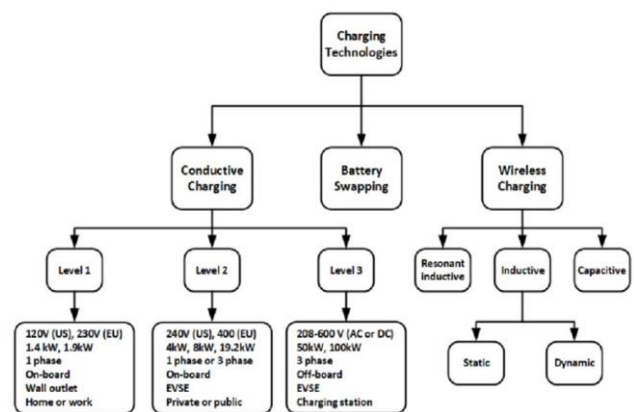 Charging
Technologies
Conductive
Charging
Battery
Swapping
Wireless
Charging
Level 1
Level 2
Level 3
Resonant
inductive
Inductive
Capacitive
120V (US), 230V (EU)
1.4 kW, 1.9kW
1 phase
On-board
Wall outlet
Home or work
240V (US), 400 (EU)
4kW, 8kW, 19.2kW
1 phase or 3 phase
On-board
EVSE
Private or public
208-600 V (AC or DC)
50kW, 100kW
3 phase
Off-board
EVSE
Charging station
Static
Dynamic